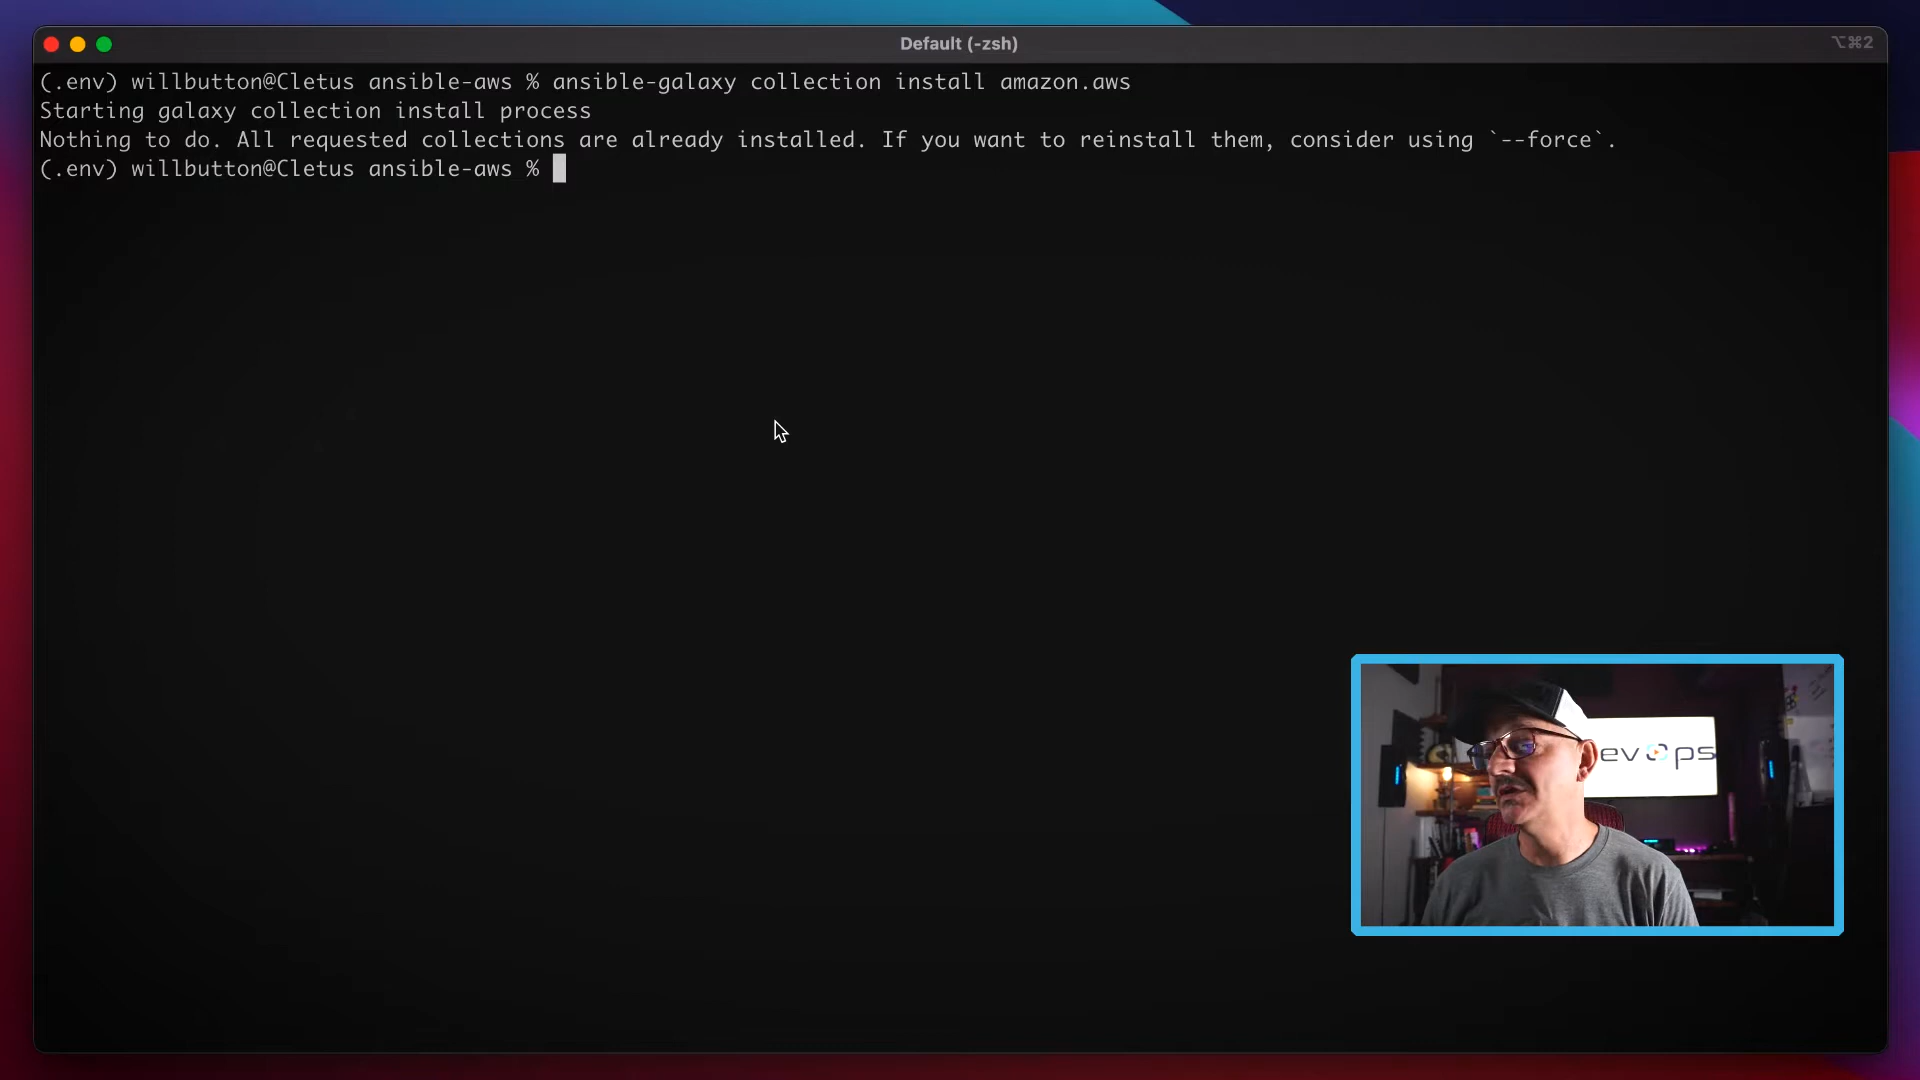 Default (-zsh)
⌥⌘2
(.env) willbutton@Cletus ansible-aws % ansible-galaxy collection install amazon.aws
Starting galaxy collection install process
Nothing to do. All requested collections are already installed. If you want to reinstall them, consider using `--force`.
(.env) willbutton@Cletus ansible-aws %
evops